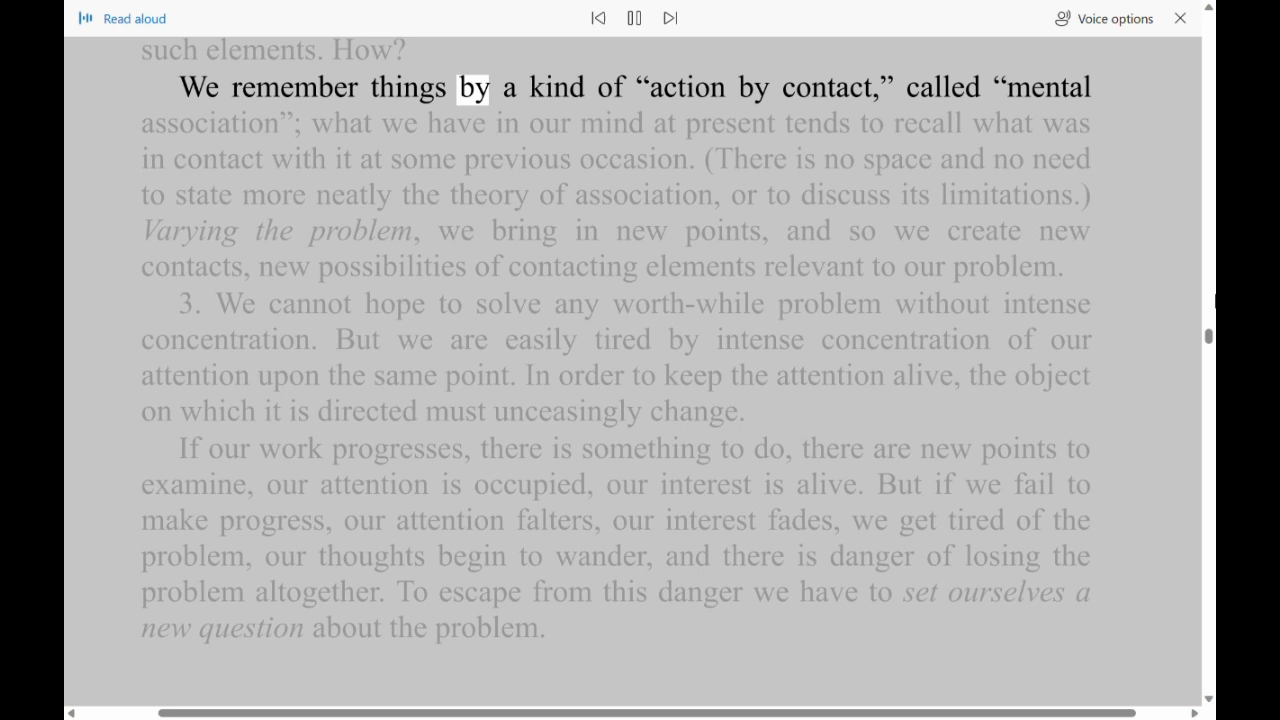 Read aloud
Voice options
such elements. How?
We remember things by a kind of “action by contact,” called “mental
association”; what we have in our mind at present tends to recall what was
in contact with it at some previous occasion. (There is no space and no need
to state more neatly the theory of association, or to discuss its limitations.)
Varying the problem, we bring in new points, and so we create new
contacts, new possibilities of contacting elements relevant to our problem.
3. We cannot hope to solve any worth-while problem without intense
concentration. But we are easily tired by intense concentration of our
attention upon the same point. In order to keep the attention alive, the object
on which it is directed must unceasingly change.
If our work progresses, there is something to do, there are new points to
examine, our attention is occupied, our interest is alive. But if we fail to
make progress, our attention falters, our interest fades, we get tired of the
problem, our thoughts begin to wander, and there is danger of losing the
problem altogether. To escape from this danger we have to set ourselves a
new question about the problem.